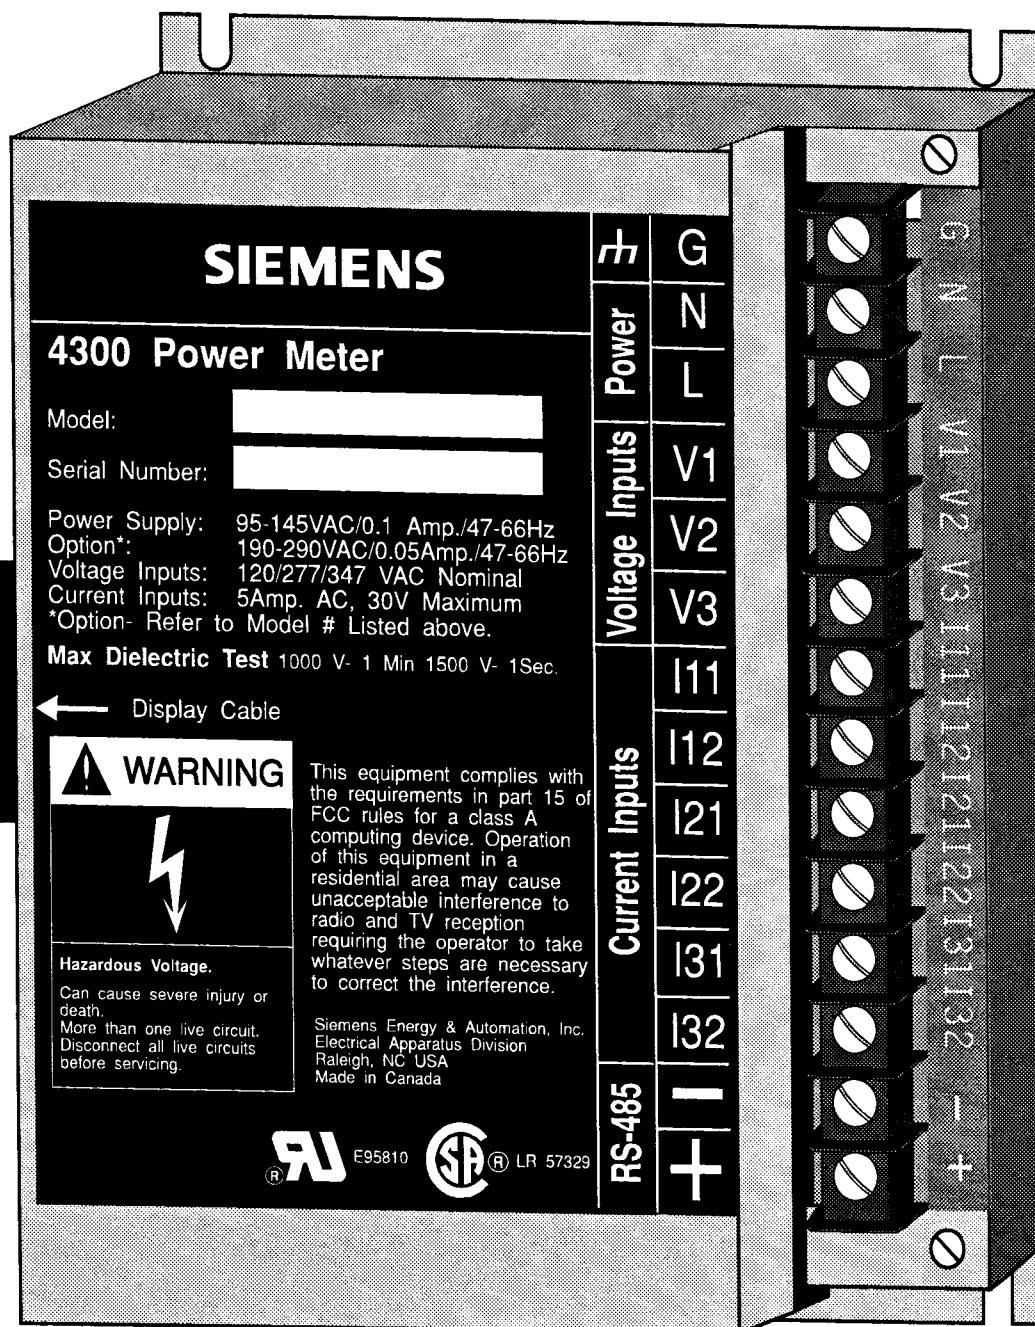 SIEMENS
4300 Power Meter
Model:
Serial Number:
Power Supply: 95-145VAC/0.1 Amp./47-66Hz
Option*: 190-290VAC/0.05Amp./47-66Hz
Voltage Inputs: 120/277/347 VAC Nominal
Current Inputs: 5Amp. AC, 30V Maximum
*Option- Refer to Model # Listed above.
Max Dielectric Test 1000 V- 1 Min 1500 V- 1Sec.
Display Cable
WARNING
Hazardous Voltage.
Can cause severe injury or
death.
More than one live circuit.
Disconnect all live circuits
before servicing.
This equipment complies with
the requirements in part 15 of
FCC rules for a class A
computing device. Operation
of this equipment in a
residential area may cause
unacceptable interference to
radio and TV reception
requiring the operator to take
whatever steps are necessary
to correct the interference.
Siemens Energy & Automation, Inc.
Electrical Apparatus Division
Raleigh, NC USA
Made in Canada
® RU E95810
SA ® LR 57329
G
Power
N
L
Voltage Inputs
V1
V2
V3
Current Inputs
I11
I12
I21
I22
I31
I32
RS-485
−
+
G N L V1 V2 V3 I11 I12 I21 I22 I31 I32 - +